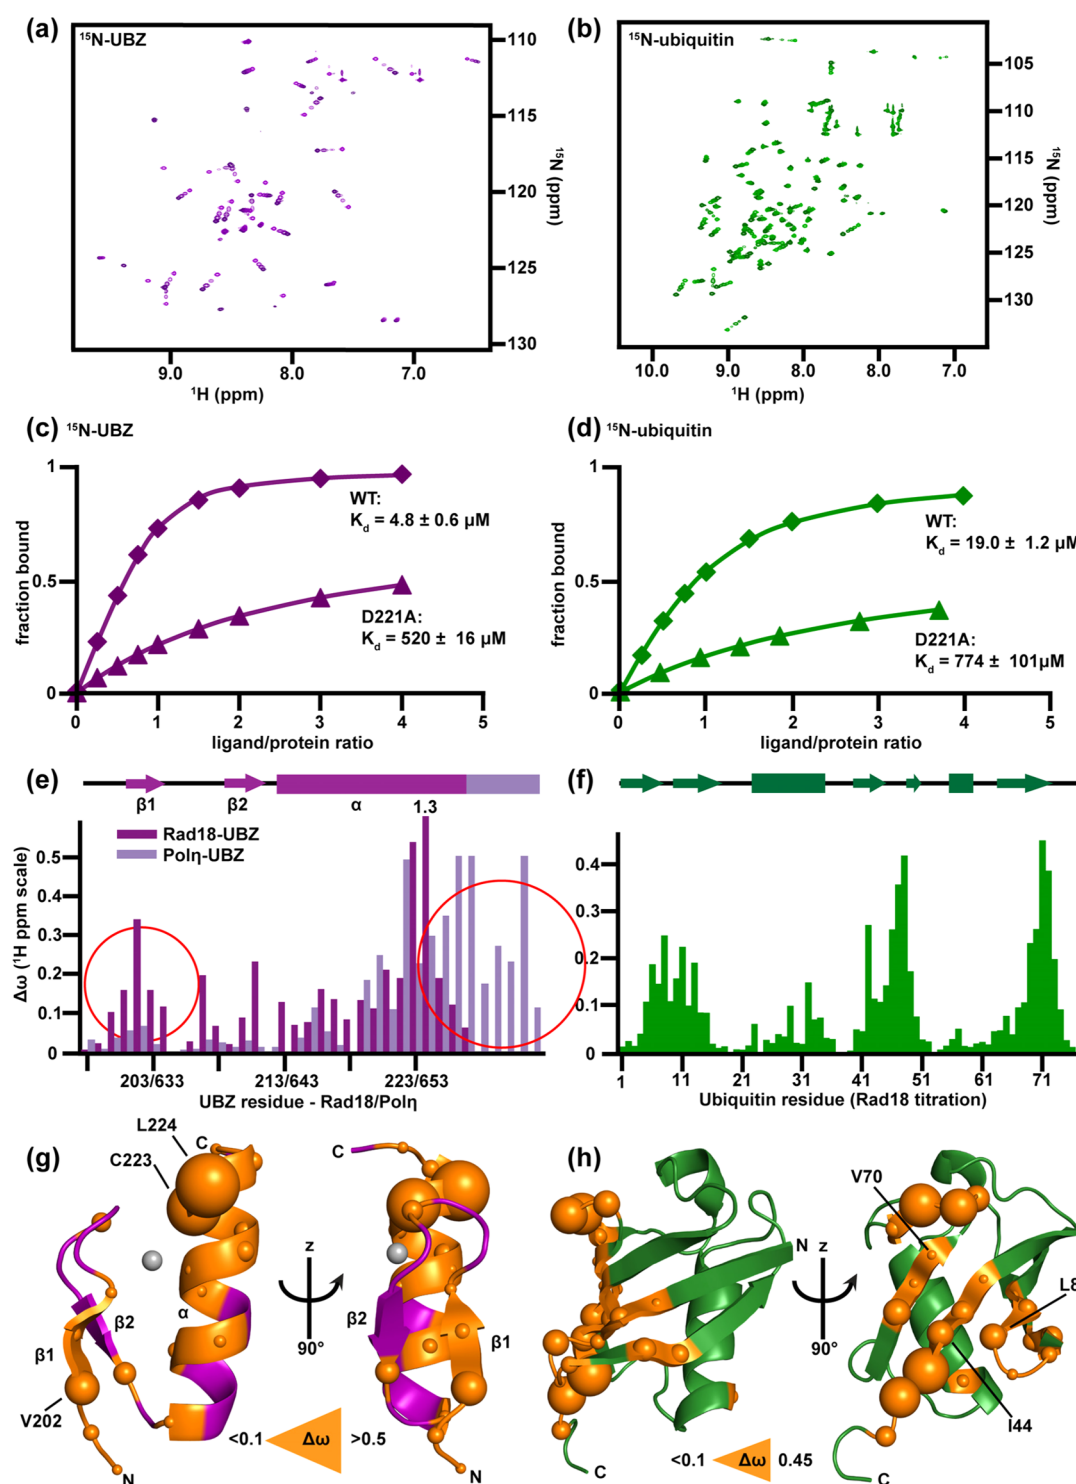 (a)
¹⁵N-UBZ
110
115
120
125
130
¹⁵N (ppm)
9.0 8.0 7.0
¹H (ppm)
(b)
¹⁵N-ubiquitin
105
110
115
120
125
130
¹⁵N (ppm)
10.0 9.0 8.0 8.0 7.0
¹H (ppm)
(c) ¹⁵N-UBZ
1
0.5
0
fraction bound
WT:
Kd = 4.8 ± 0.6 µM
D221A:
Kd = 520 ± 16 µM
0 1 2 3 4 5
ligand/protein ratio
(d) ¹⁵N-ubiquitin
1
0.5
0
fraction bound
WT:
Kd = 19.0 ± 1.2 µM
D221A:
Kd = 774 ± 101µM
0 1 2 3 4 5
ligand/protein ratio
(e)
β1 β2 α 1.3
Rad18-UBZ
Polη-UBZ
0.5
0.4
0.3
0.2
0.1
0
Δω (¹H ppm scale)
203/633 213/643 223/653
UBZ residue - Rad18/Polη
(f)
0.4
0.3
0.2
0.1
0
1 11 21 31 41 51 61 71
Ubiquitin residue (Rad18 titration)
(g)
L224
C223
C
C
z
90°
β2
α
β1
V202
N
β2
β1
N
<0.1 Δω >0.5
(h)
N
z
90°
C
V70
L8
I44
C
<0.1 Δω 0.45